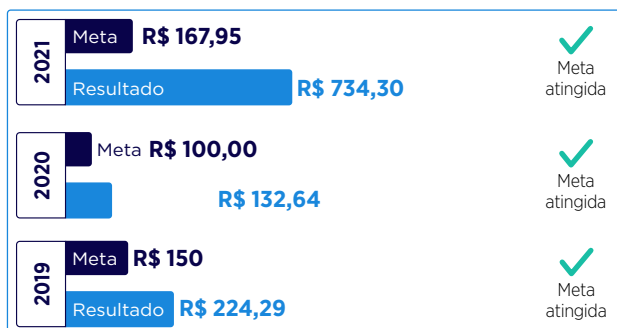 2021
Meta R$ 167,95
Resultado R$ 734,30
Meta
atingida
2020
Meta R$ 100,00
R$ 132,64
Meta
atingida
2019
Meta R$ 150
Resultado R$ 224,29
Meta
atingida